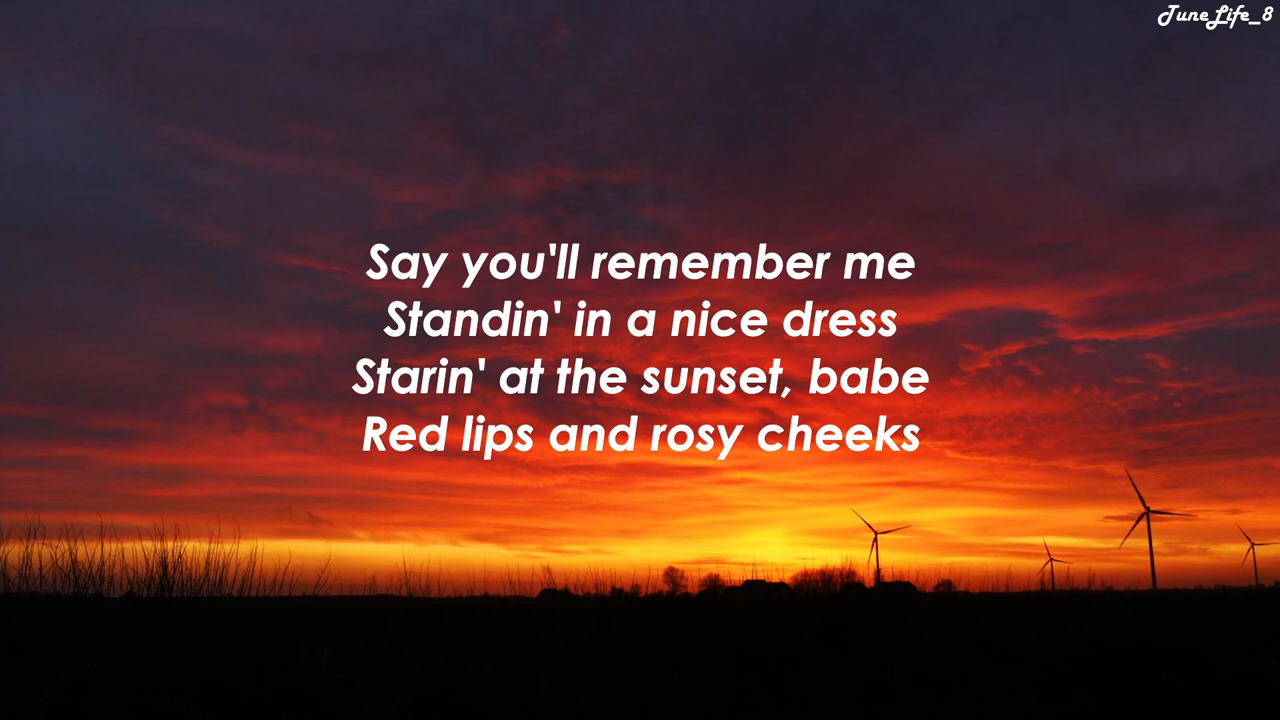 JuneLife_8
Say you'll remember me
Standin' in a nice dress
Starin' at the sunset, babe
Red lips and rosy cheeks